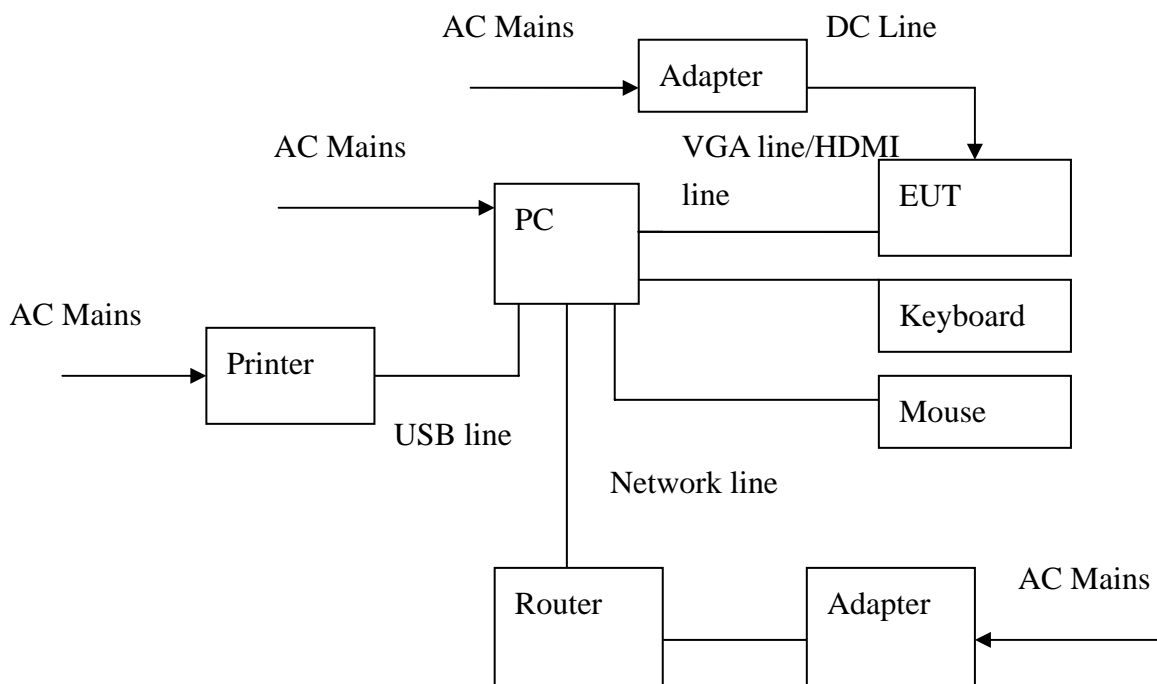 AC Mains
DC Line
Adapter
AC Mains
VGA line/HDMI
line
PC
EUT
Keyboard
AC Mains
Printer
Mouse
USB line
Network line
Router
Adapter
AC Mains